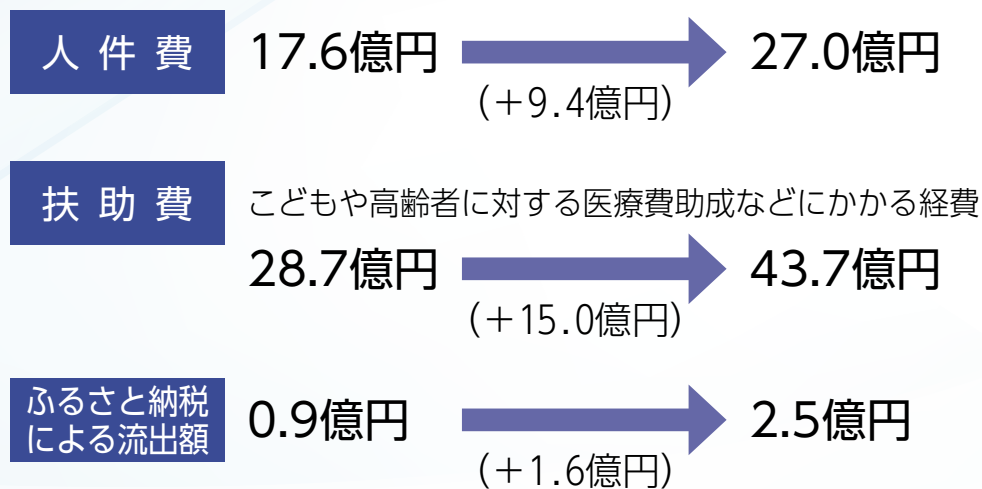 人件費 17.6億円 27.0億円
(＋9.4億円)
扶助費 こどもや高齢者に対する医療費助成などにかかる経費
28.7億円 43.7億円
(＋15.0億円)
ふるさと納税
による流出額
0.9億円 2.5億円
(＋1.6億円)